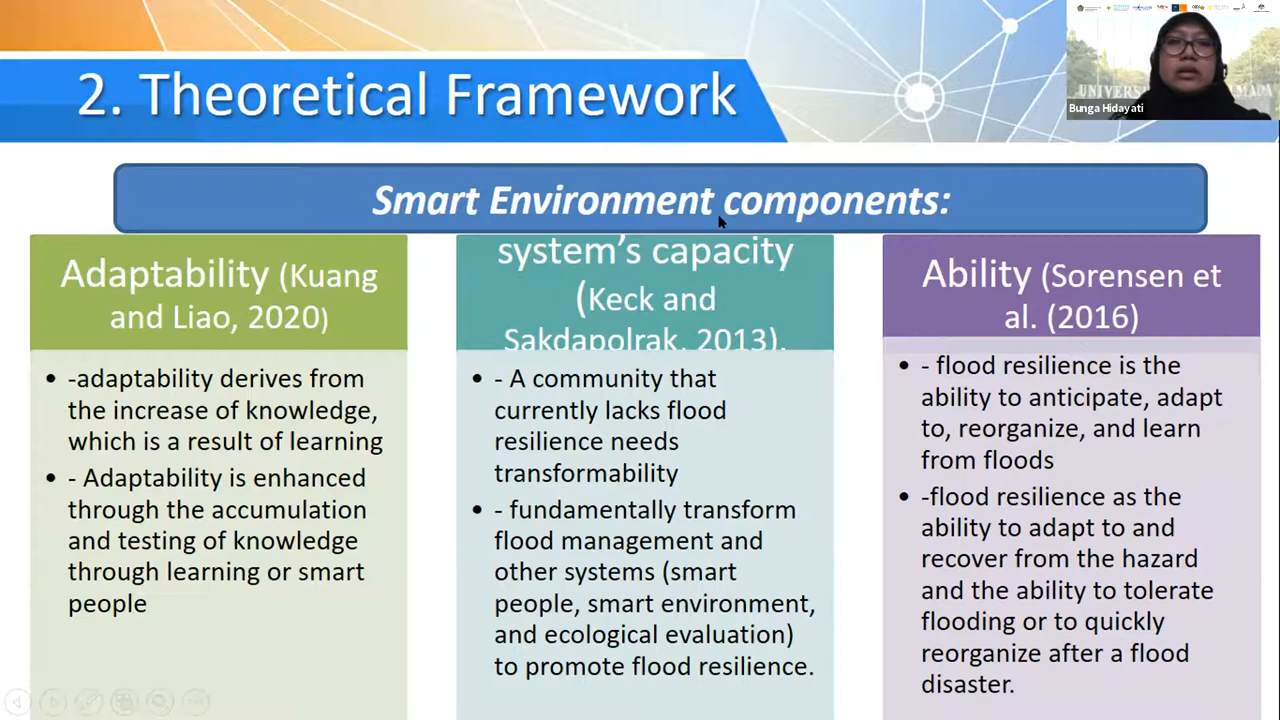 2. Theoretical Framework
Bunga Hidayati
Smart Environment components:
Adaptability (Kuang
and Liao, 2020)
-adaptability derives from
the increase of knowledge,
which is a result of learning
- Adaptability is enhanced
through the accumulation
and testing of knowledge
through learning or smart
people
system's capacity
(Keck and
Sakdapolrak, 2013).
- A community that
currently lacks flood
resilience needs
transformability
- fundamentally transform
flood management and
other systems (smart
people, smart environment,
and ecological evaluation)
to promote flood resilience.
Ability (Sorensen et
al. (2016)
- flood resilience is the
ability to anticipate, adapt
to, reorganize, and learn
from floods
-flood resilience as the
ability to adapt to and
recover from the hazard
and the ability to tolerate
flooding or to quickly
reorganize after a flood
disaster.